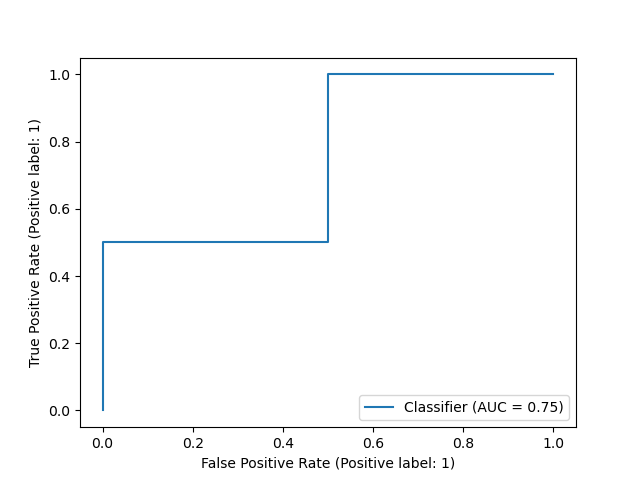 1.0
0.8
0.6
0.4
0.2
0.0
True Positive Rate (Positive label: 1)
Classifier (AUC = 0.75)
0.0 0.2 0.4 0.6 0.8 1.0
False Positive Rate (Positive label: 1)